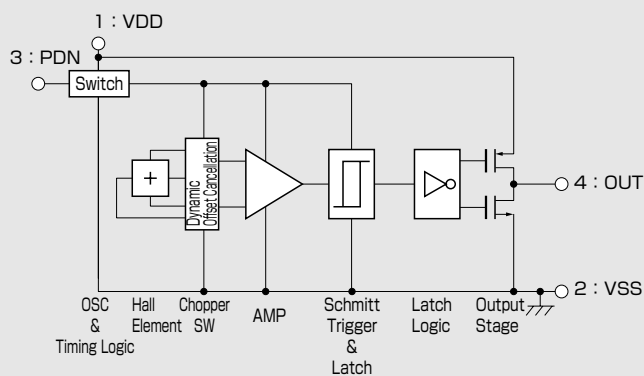 1 : VDD
3 : PDN
Switch
Dynamic
Offset Cancellation
4 : OUT
2 : VSS
OSC
&
Timing Logic
Hall
Element
Chopper
SW
AMP
Schmitt
Trigger
&
Latch
Latch
Logic
Output
Stage